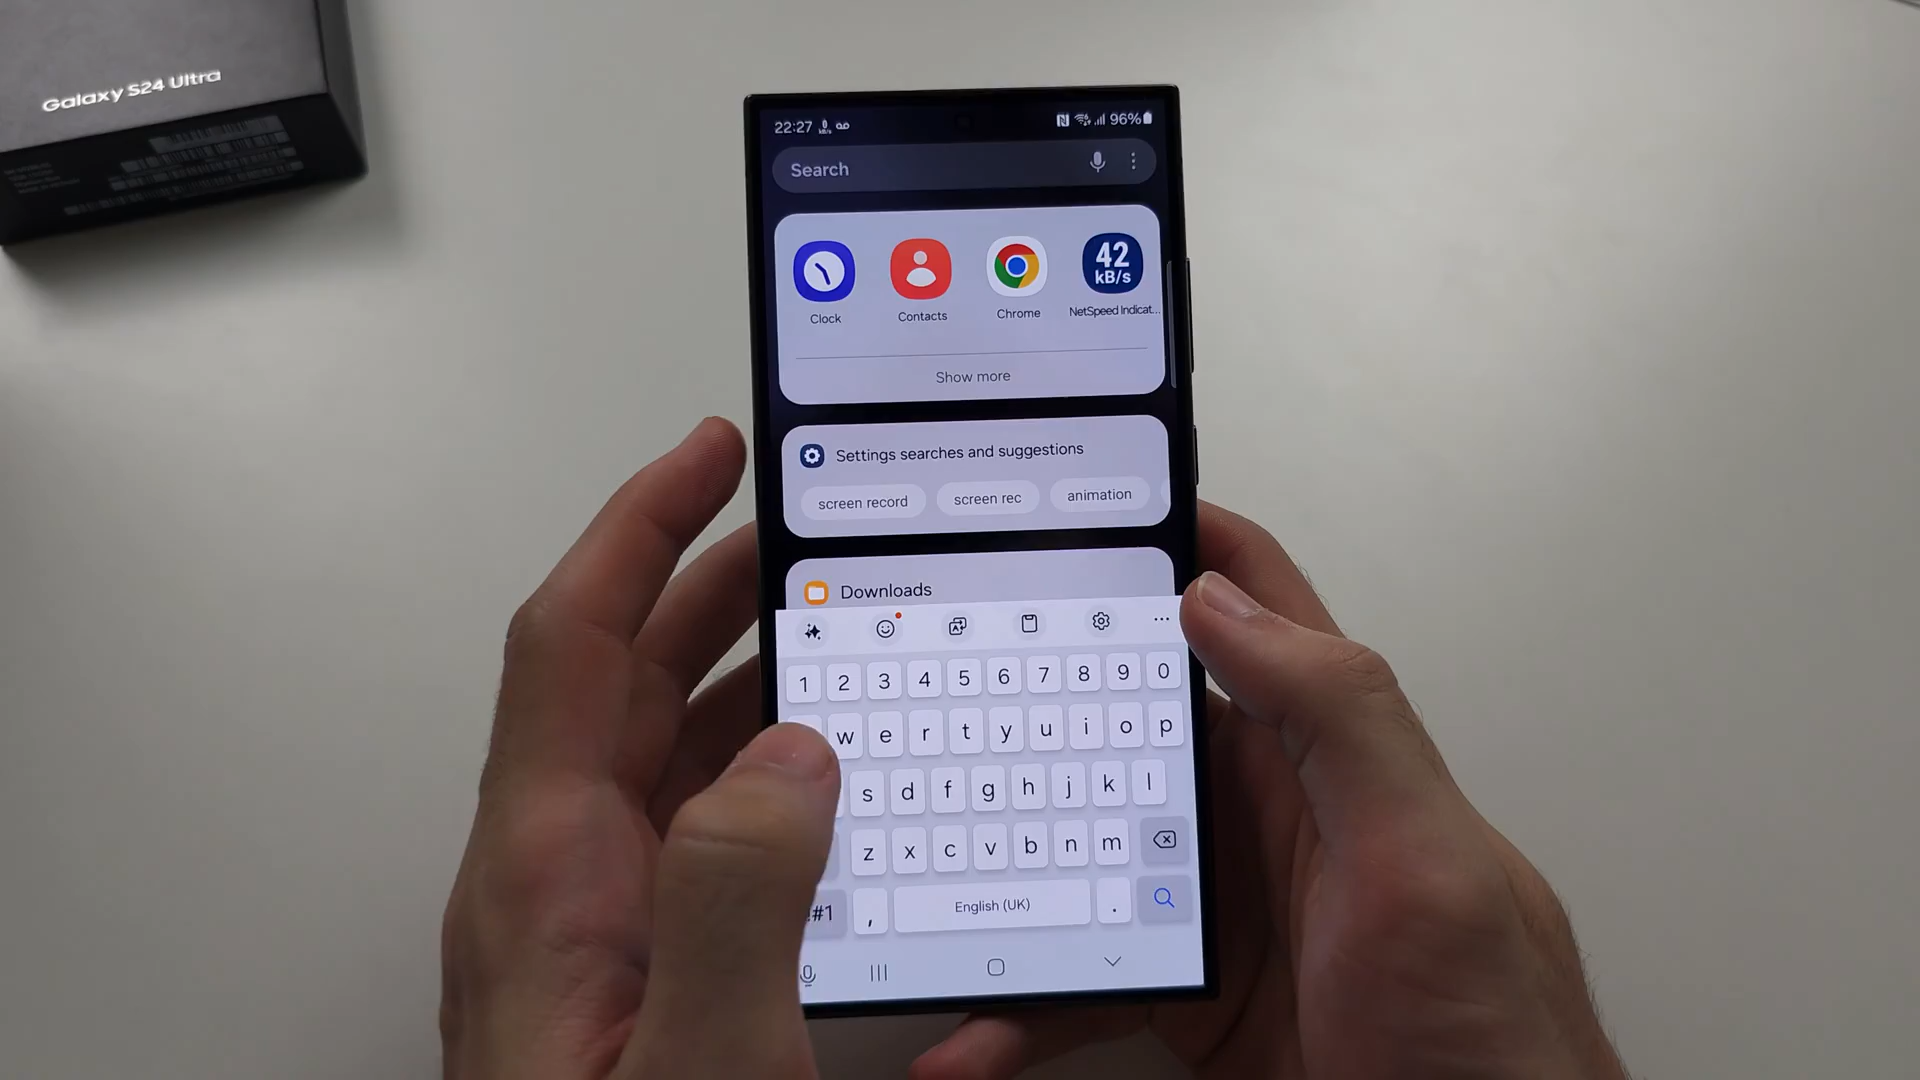 Galaxy S24 Ultra
22:27
96%
Search
42
kB/s
Clock
Contacts
Chrome
NetSpeed Indicat...
Show more
Settings searches and suggestions
screen record
screen rec
animation
Downloads
1 2 3 4 5 6 7 8 9 0
w e r t y u i o p
s d f g h j k l
z x c v b n m
#1 , English (UK) .